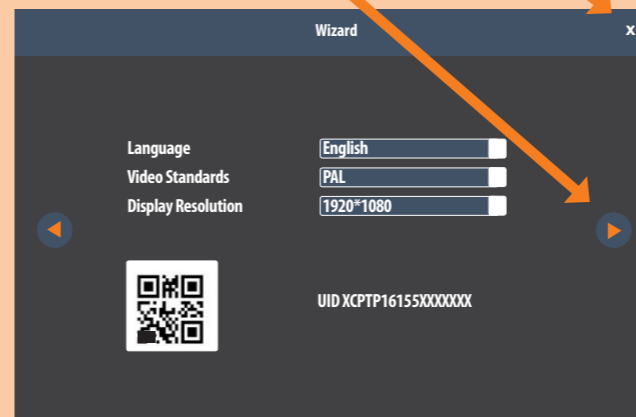 Wizard x
Language English
Video Standards PAL
Display Resolution 1920*1080
UID XCPTP16155XXXXXXX